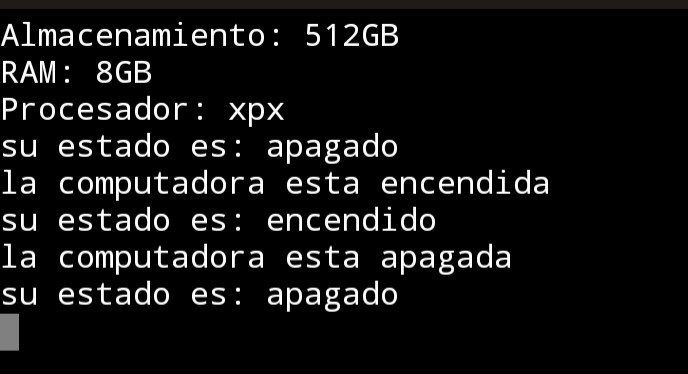 Almacenamiento: 512GB
RAM: 8GB
Procesador: xpx
su estado es: apagado
la computadora esta encendida
su estado es: encendido
la computadora esta apagada
su estado es: apagado